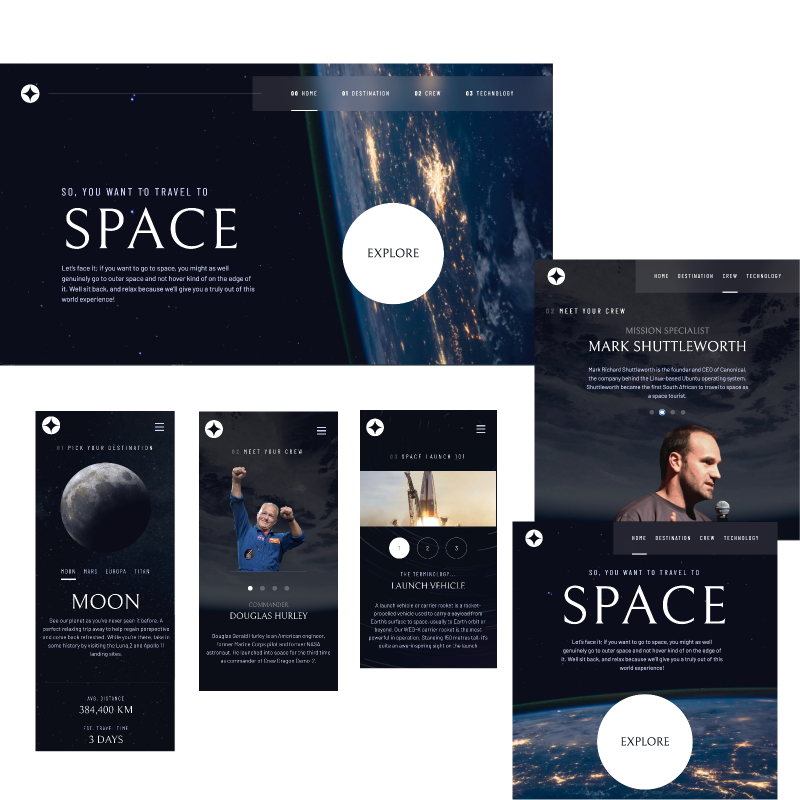 00 HOME
01 DESTINATION
02 CREW
03 TECHNOLOGY
SO, YOU WANT TO TRAVEL TO
SPACE
Let's face it; if you want to go to space, you might as well
genuinely go to outer space and not hover kind of on the edge of
it. Well sit back, and relax because we'll give you a truly out of this
world experience!
EXPLORE
HOME
DESTINATION
CREW
TECHNOLOGY
02 MEET YOUR CREW
MISSION SPECIALIST
MARK SHUTTLEWORTH
Mark Richard Shuttleworth is the founder and CEO of Canonical,
the company behind the Linux-based Ubuntu operating system.
Shuttleworth became the first South African to travel to space as
a space tourist.
01 PICK YOUR DESTINATION
MOON
MARS
EUROPA
TITAN
MOON
See our planet as you've never seen it before. A
perfect relaxing trip away to help regain perspective
and come back refreshed. While you're there, take in
some history by visiting the Luna 2 and Apollo 11
landing sites.
AVG. DISTANCE
384,400 KM
EST. TRAVEL TIME
3 DAYS
02 MEET YOUR CREW
COMMANDER
DOUGLAS HURLEY
Douglas Gerald Hurley is an American engineer,
former Marine Corps pilot and former NASA
astronaut. He launched into space for the third time
as commander of Crew Dragon Demo-2.
03 SPACE LAUNCH 101
1
2
3
THE TERMINOLOGY...
LAUNCH VEHICLE
A launch vehicle or carrier rocket is a rocket-
propelled vehicle used to carry a payload from
Earth's surface to space, usually to Earth orbit or
beyond. Our WEB-X carrier rocket is the most
powerful in operation. Standing 150 metres tall, it's
quite an awe-inspiring sight on the launch
HOME
DESTINATION
CREW
TECHNOLOGY
SO, YOU WANT TO TRAVEL TO
SPACE
Let's face it; if you want to go to space, you might as well
genuinely go to outer space and not hover kind of on the edge of
it. Well sit back, and relax because we'll give you a truly out of this
world experience!
EXPLORE